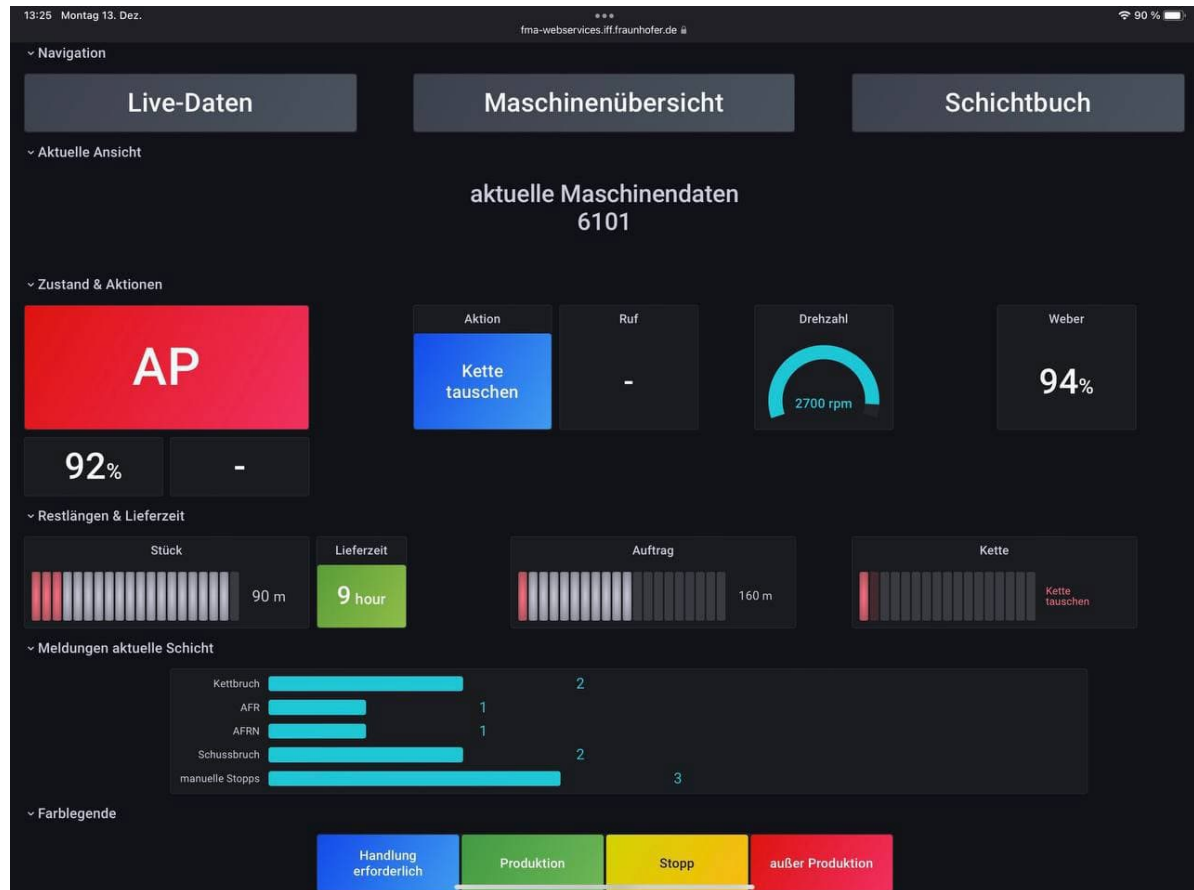 13:25 Montag 13. Dez.
fma-webservices.iff.fraunhofer.de
90 %
Navigation
Live-Daten
Maschinenübersicht
Schichtbuch
Aktuelle Ansicht
aktuelle Maschinendaten
6101
Zustand & Aktionen
AP
Aktion
Kette
tauschen
Ruf
-
Drehzahl
2700 rpm
Weber
94%
92%
-
Restlängen & Lieferzeit
Stück
90 m
Lieferzeit
9 hour
Auftrag
160 m
Kette
Kette
tauschen
Meldungen aktuelle Schicht
Kettbruch 2
AFR 1
AFRN 1
Schussbruch 2
manuelle Stopps 3
Farblegende
Handlung
erforderlich
Produktion
Stopp
außer Produktion